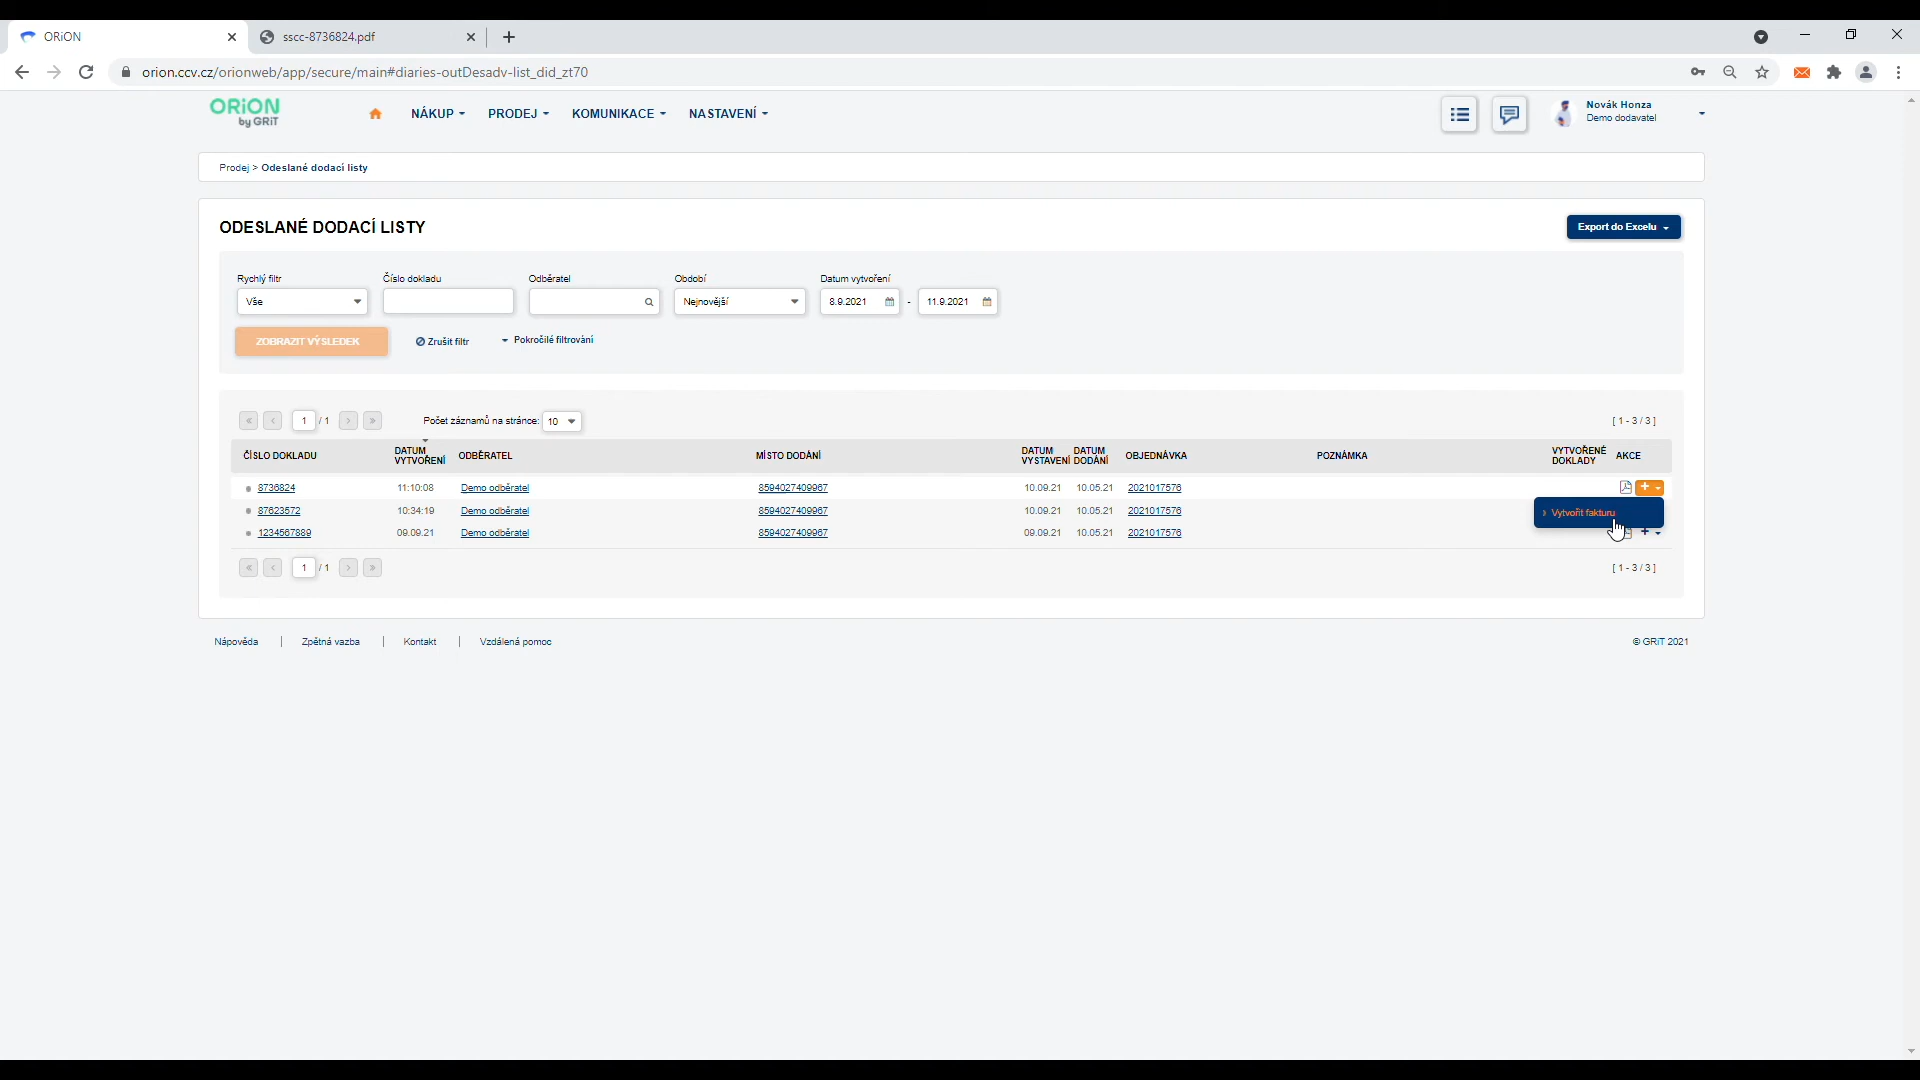 ORiON
sscc-8736824.pdf
orion.ccv.cz/orionweb/app/secure/main#diaries-outDesadv-list_did_zt70
ORiON
by GRiT
NÁKUP
PRODEJ
KOMUNIKACE
NASTAVENÍ
Novák Honza
Demo dodavatel
Prodej > Odeslané dodací listy
ODESLANÉ DODACÍ LISTY
Export do Excelu
Rychlý filtr
Číslo dokladu
Odběratel
Období
Datum vytvoření
Vše
Nejnovější
8.9.2021
-
11.9.2021
ZOBRAZIT VÝSLEDEK
Zrušit filtr
Pokročilé filtrování
« ‹ 1 / 1 › »
Počet záznamů na stránce: 10
[ 1 - 3 / 3 ]
ČÍSLO DOKLADU
DATUM
VYTVOŘENÍ
ODBĚRATEL
MÍSTO DODÁNÍ
DATUM
VYSTAVENÍ
DATUM
DODÁNÍ
OBJEDNÁVKA
POZNÁMKA
VYTVOŘENÉ
DOKLADY
AKCE
8736824 11:10:08 Demo odběratel 8594027409967 10.09.21 10.05.21 2021017576
87623572 10:34:19 Demo odběratel 8594027409967 10.09.21 10.05.21 2021017576
› Vytvořit fakturu
1234567889 09.09.21 Demo odběratel 8594027409967 09.09.21 10.05.21 2021017576
« ‹ 1 / 1 › »
[ 1 - 3 / 3 ]
Nápověda | Zpětná vazba | Kontakt | Vzdálená pomoc
© GRiT 2021